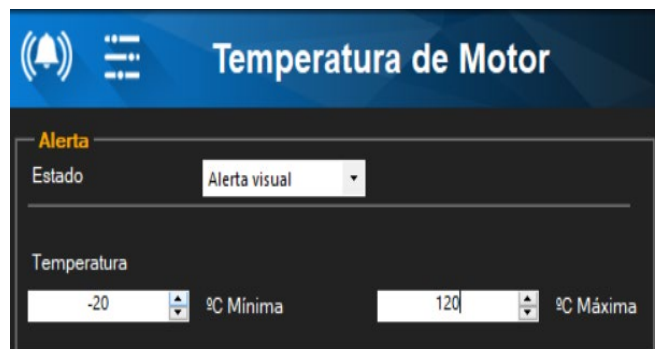 Temperatura de Motor
Alerta
Estado Alerta visual
Temperatura
-20 ºC Mínima 120 ºC Máxima